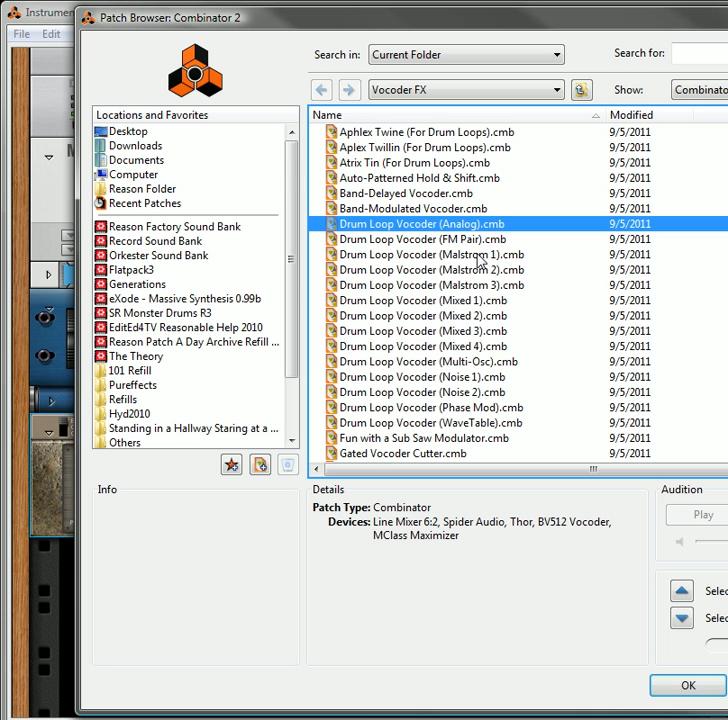 Instrumen
Patch Browser: Combinator 2
File Edit
Search in: Current Folder Search for:
Vocoder FX Show: Combinato
Locations and Favorites
Desktop
Downloads
Documents
Computer
Reason Folder
Recent Patches
Reason Factory Sound Bank
Record Sound Bank
Orkester Sound Bank
Flatpack3
Generations
eXode - Massive Synthesis 0.99b
SR Monster Drums R3
EditEd4TV Reasonable Help 2010
Reason Patch A Day Archive Refill ...
The Theory
101 Refill
Pureffects
Refills
Hyd2010
Standing in a Hallway Staring at a ...
Others
Name Modified
Aphlex Twine (For Drum Loops).cmb 9/5/2011
Aplex Twillin (For Drum Loops).cmb 9/5/2011
Atrix Tin (For Drum Loops).cmb 9/5/2011
Auto-Patterned Hold & Shift.cmb 9/5/2011
Band-Delayed Vocoder.cmb 9/5/2011
Band-Modulated Vocoder.cmb 9/5/2011
Drum Loop Vocoder (Analog).cmb 9/5/2011
Drum Loop Vocoder (FM Pair).cmb 9/5/2011
Drum Loop Vocoder (Malstrom 1).cmb 9/5/2011
Drum Loop Vocoder (Malstrom 2).cmb 9/5/2011
Drum Loop Vocoder (Malstrom 3).cmb 9/5/2011
Drum Loop Vocoder (Mixed 1).cmb 9/5/2011
Drum Loop Vocoder (Mixed 2).cmb 9/5/2011
Drum Loop Vocoder (Mixed 3).cmb 9/5/2011
Drum Loop Vocoder (Mixed 4).cmb 9/5/2011
Drum Loop Vocoder (Multi-Osc).cmb 9/5/2011
Drum Loop Vocoder (Noise 1).cmb 9/5/2011
Drum Loop Vocoder (Noise 2).cmb 9/5/2011
Drum Loop Vocoder (Phase Mod).cmb 9/5/2011
Drum Loop Vocoder (WaveTable).cmb 9/5/2011
Fun with a Sub Saw Modulator.cmb 9/5/2011
Gated Vocoder Cutter.cmb 9/5/2011
Info
Details
Patch Type: Combinator
Devices: Line Mixer 6:2, Spider Audio, Thor, BV512 Vocoder,
MClass Maximizer
Audition
Play
Selec
Selec
OK